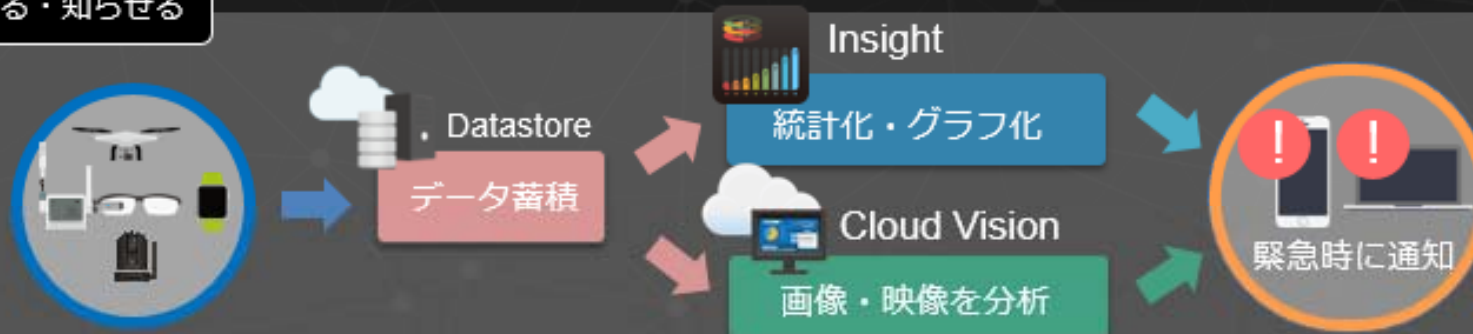 る・知らせる
Insight
統計化・グラフ化
Datastore
データ蓄積
Cloud Vision
画像・映像を分析
緊急時に通知